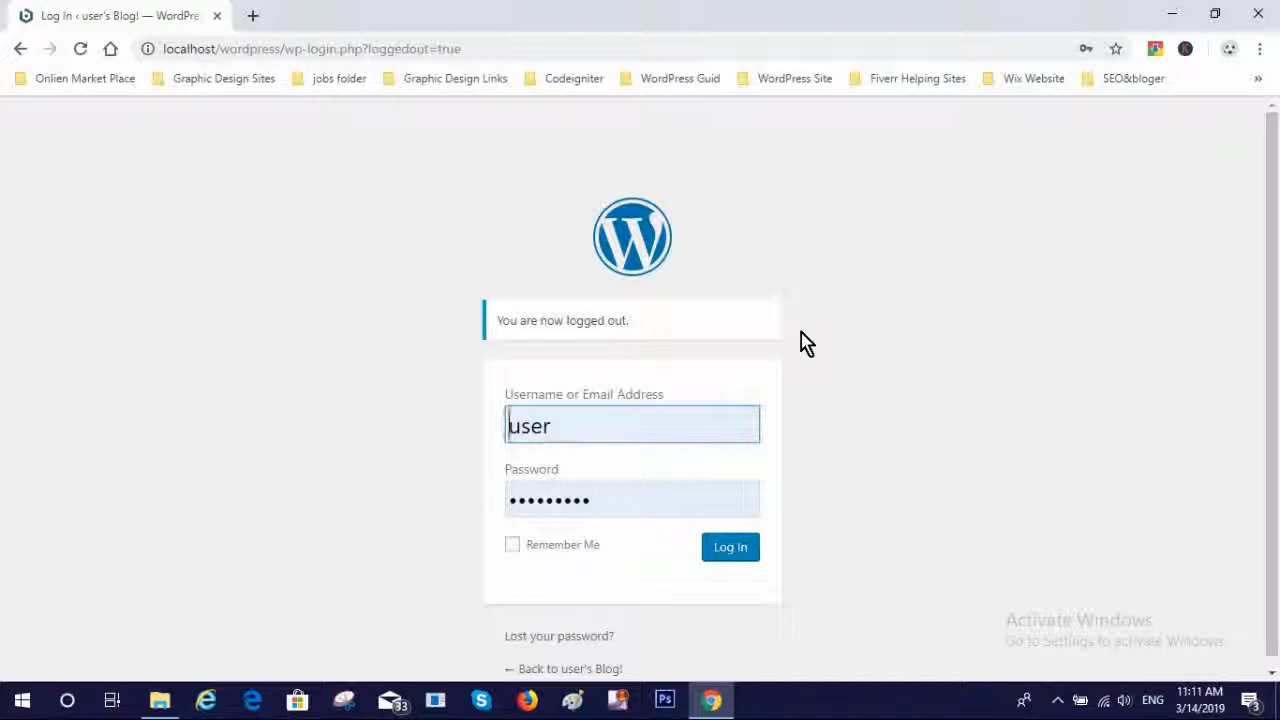 Log In ‹ user's Blog! — WordPre
localhost/wordpress/wp-login.php?loggedout=true
Onlien Market Place Graphic Design Sites jobs folder Graphic Design Links Codeigniter WordPress Guid WordPress Site Fiverr Helping Sites Wix Website SEO&bloger »
You are now logged out.
Username or Email Address
user
Password
•••••••••
Remember Me
Log In
Lost your password?
← Back to user's Blog!
Activate Windows
Go to Settings to activate Windows.
33
Ps
ENG
11:11 AM
3/14/2019
3